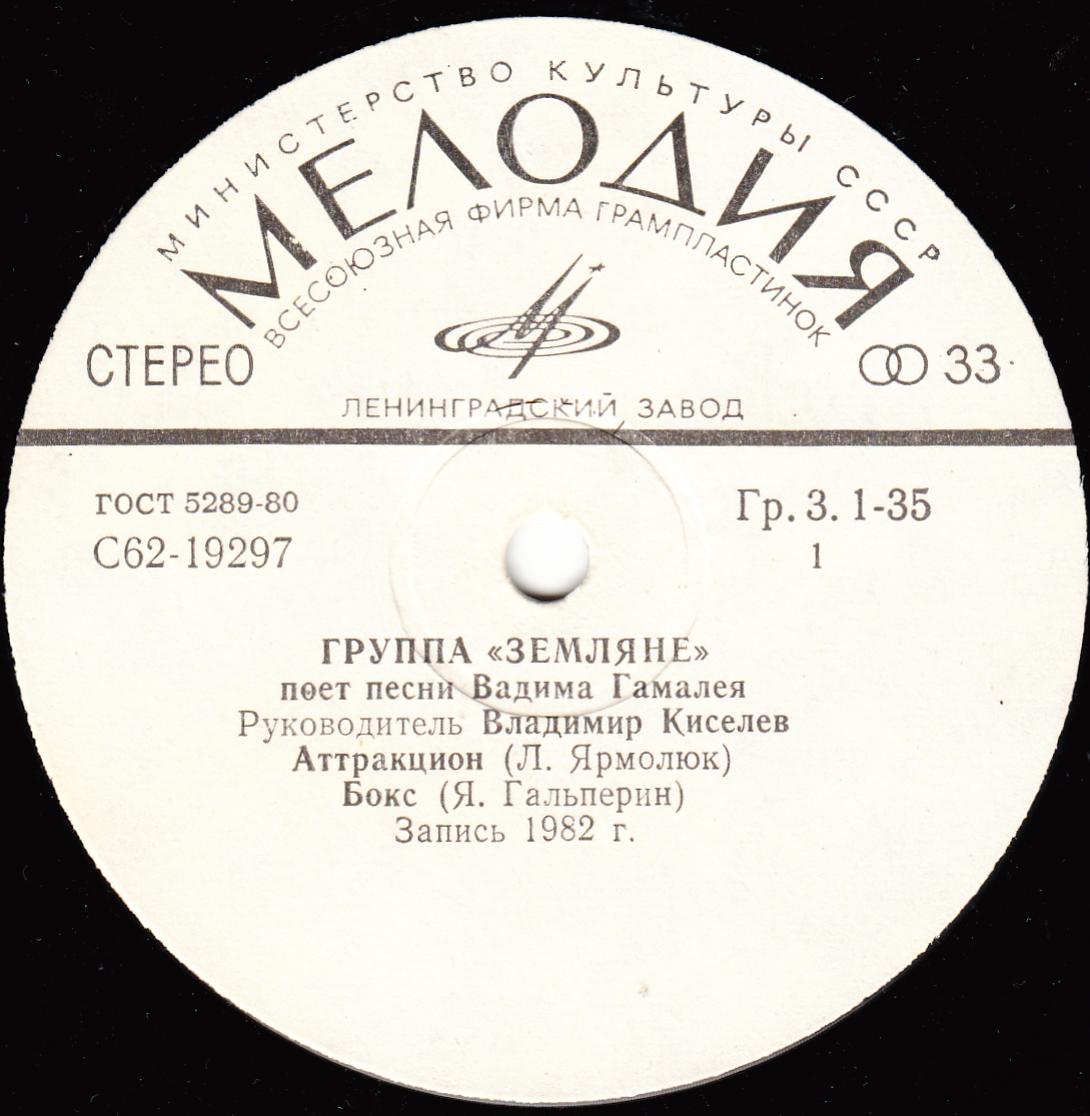 МИНИСТЕРСТВО КУЛЬТУРЫ СССР
МЕЛОДИЯ
ВСЕСОЮЗНАЯ ФИРМА ГРАМПЛАСТИНОК
СТЕРЕО
33
ЛЕНИНГРАДСКИЙ ЗАВОД
ГОСТ 5289-80
Гр. 3. 1-35
С62-19297
1
ГРУППА «ЗЕМЛЯНЕ»
поет песни Вадима Гамалея
Руководитель Владимир Киселев
Аттракцион (Л. Ярмолюк)
Бокс (Я. Гальперин)
Запись 1982 г.